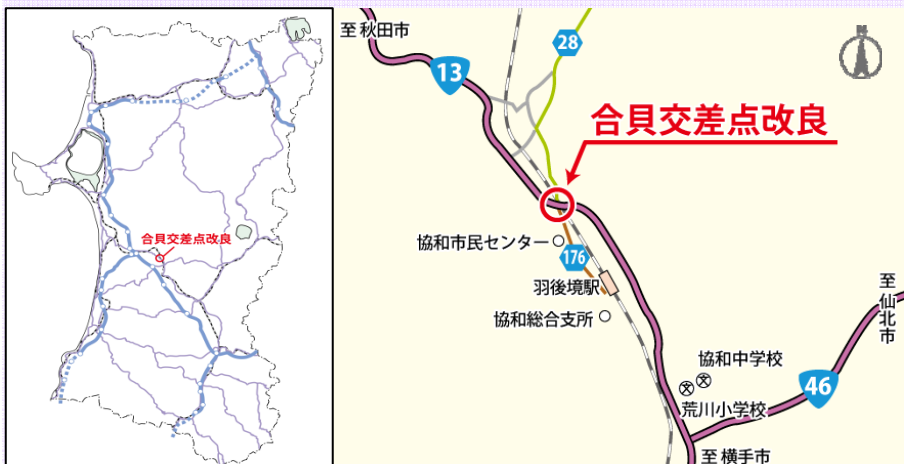 合貝交差点改良
至秋田市
13
28
合貝交差点改良
協和市民センター
176
羽後境駅
協和総合支所
至仙北市
協和中学校
荒川小学校
46
至横手市